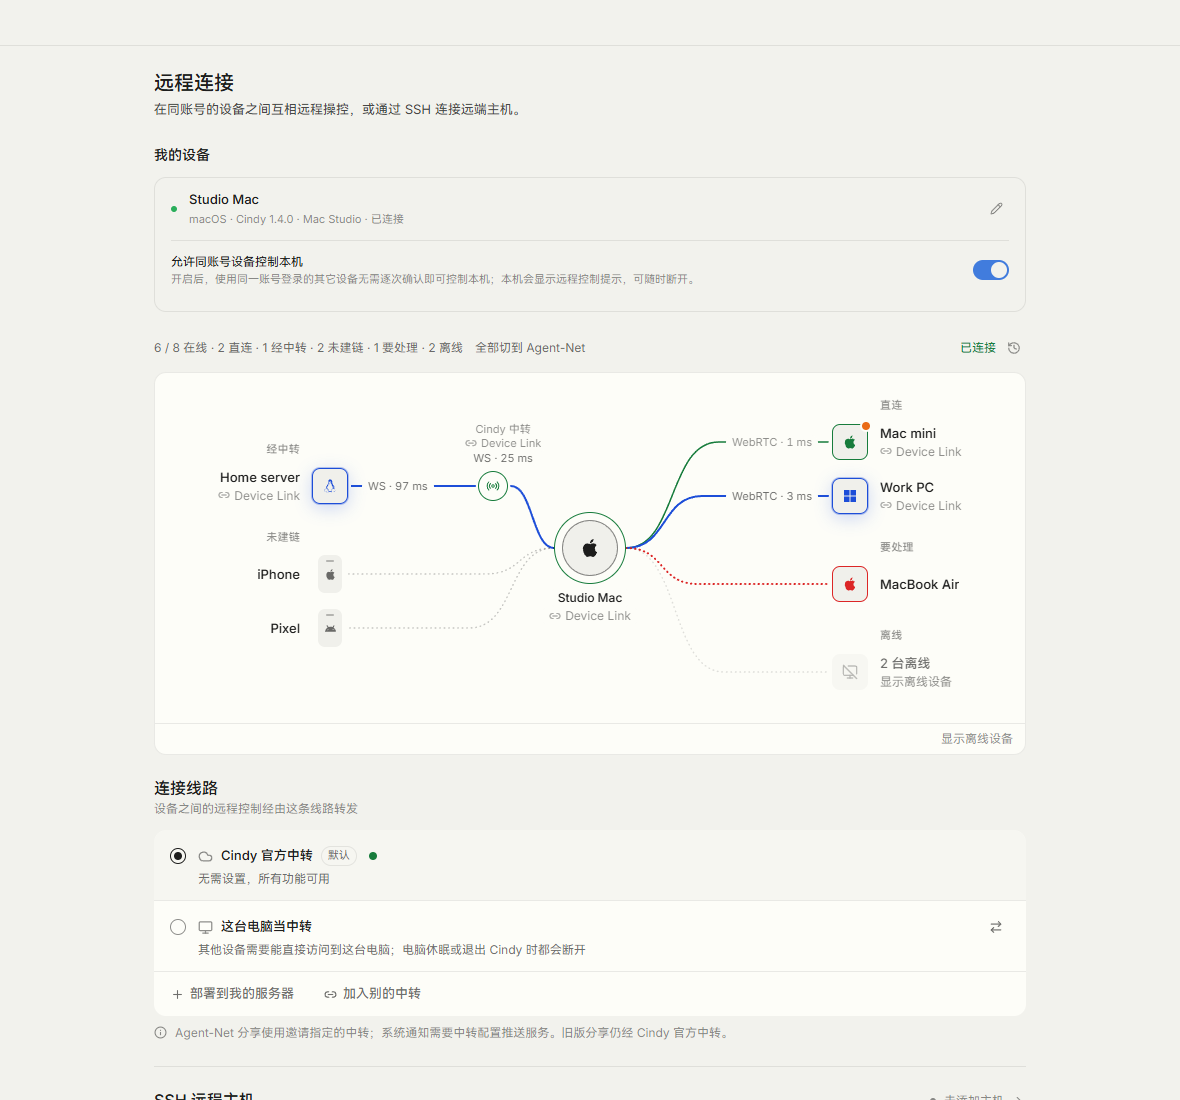 远程连接
在同账号的设备之间互相远程操控，或通过 SSH 连接远端主机。
我的设备
Studio Mac
macOS · Cindy 1.4.0 · Mac Studio · 已连接
允许同账号设备控制本机
开启后，使用同一账号登录的其它设备无需逐次确认即可控制本机；本机会显示远程控制提示，可随时断开。
6 / 8 在线 · 2 直连 · 1 经中转 · 2 未建链 · 1 要处理 · 2 离线 全部切到 Agent-Net
已连接
经中转
Home server
Device Link
WS · 97 ms
Cindy 中转
Device Link
WS · 25 ms
未建链
iPhone
Pixel
Studio Mac
Device Link
直连
WebRTC · 1 ms
Mac mini
Device Link
WebRTC · 3 ms
Work PC
Device Link
要处理
MacBook Air
离线
2 台离线
显示离线设备
显示离线设备
连接线路
设备之间的远程控制经由这条线路转发
Cindy 官方中转 默认
无需设置，所有功能可用
这台电脑当中转
其他设备需要能直接访问到这台电脑；电脑休眠或退出 Cindy 时都会断开
部署到我的服务器
加入别的中转
Agent-Net 分享使用邀请指定的中转；系统通知需要中转配置推送服务。旧版分享仍经 Cindy 官方中转。
SSH 远程主机
未添加主机